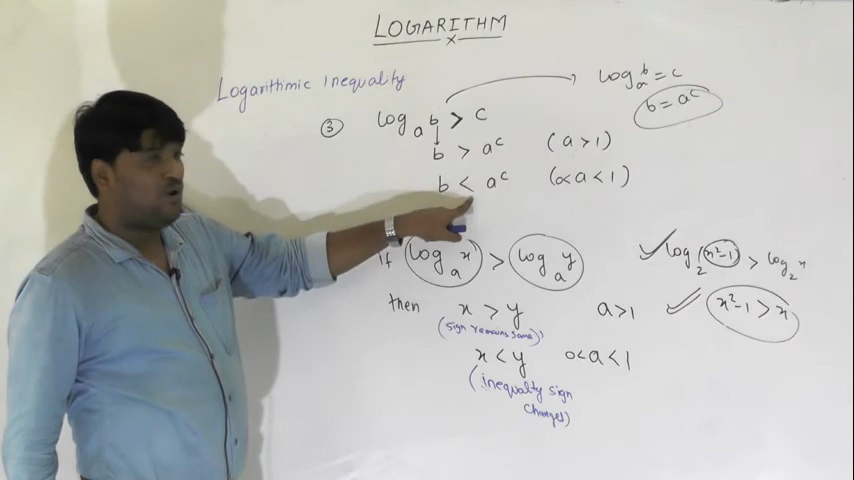 LOGARITHM
x
Logarithmic Inequality
log_a b = c
b = a^c
③ log_a b > c
b > a^c (a > 1)
b < a^c (0 < a < 1)
If log_a x > log_a y
then x > y a > 1
(sign remains same)
x < y 0 < a < 1
(inequalty sign
changes)
✓ log_2 (x²-1) > log_2 x
✓ x²-1 > x